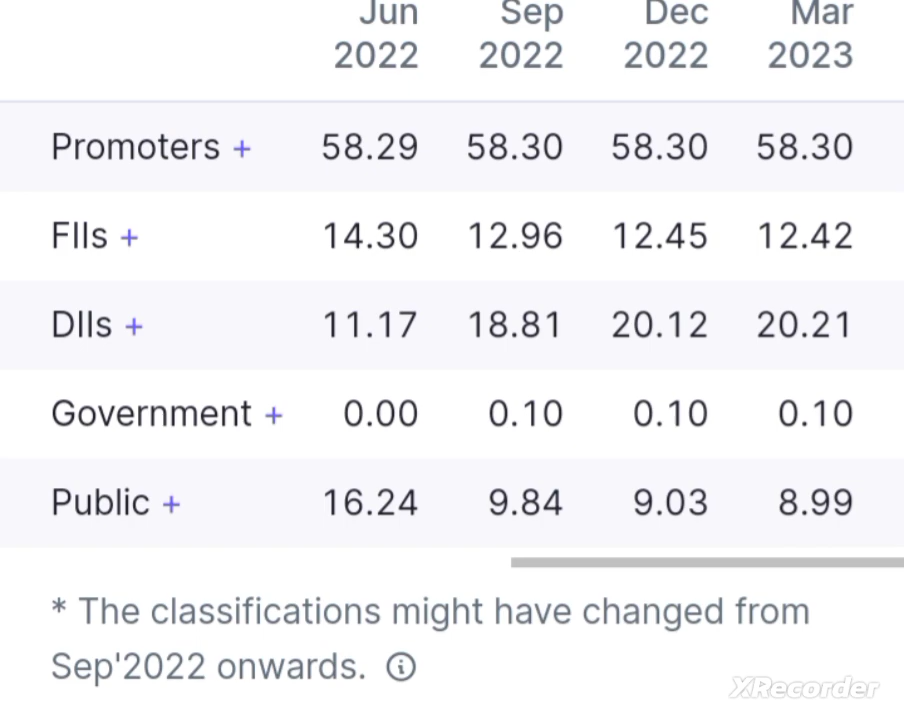 Jun Sep Dec Mar
2022 2022 2022 2023
Promoters + 58.29 58.30 58.30 58.30
FIIs + 14.30 12.96 12.45 12.42
DIIs + 11.17 18.81 20.12 20.21
Government + 0.00 0.10 0.10 0.10
Public + 16.24 9.84 9.03 8.99
* The classifications might have changed from
Sep'2022 onwards.
XRecorder